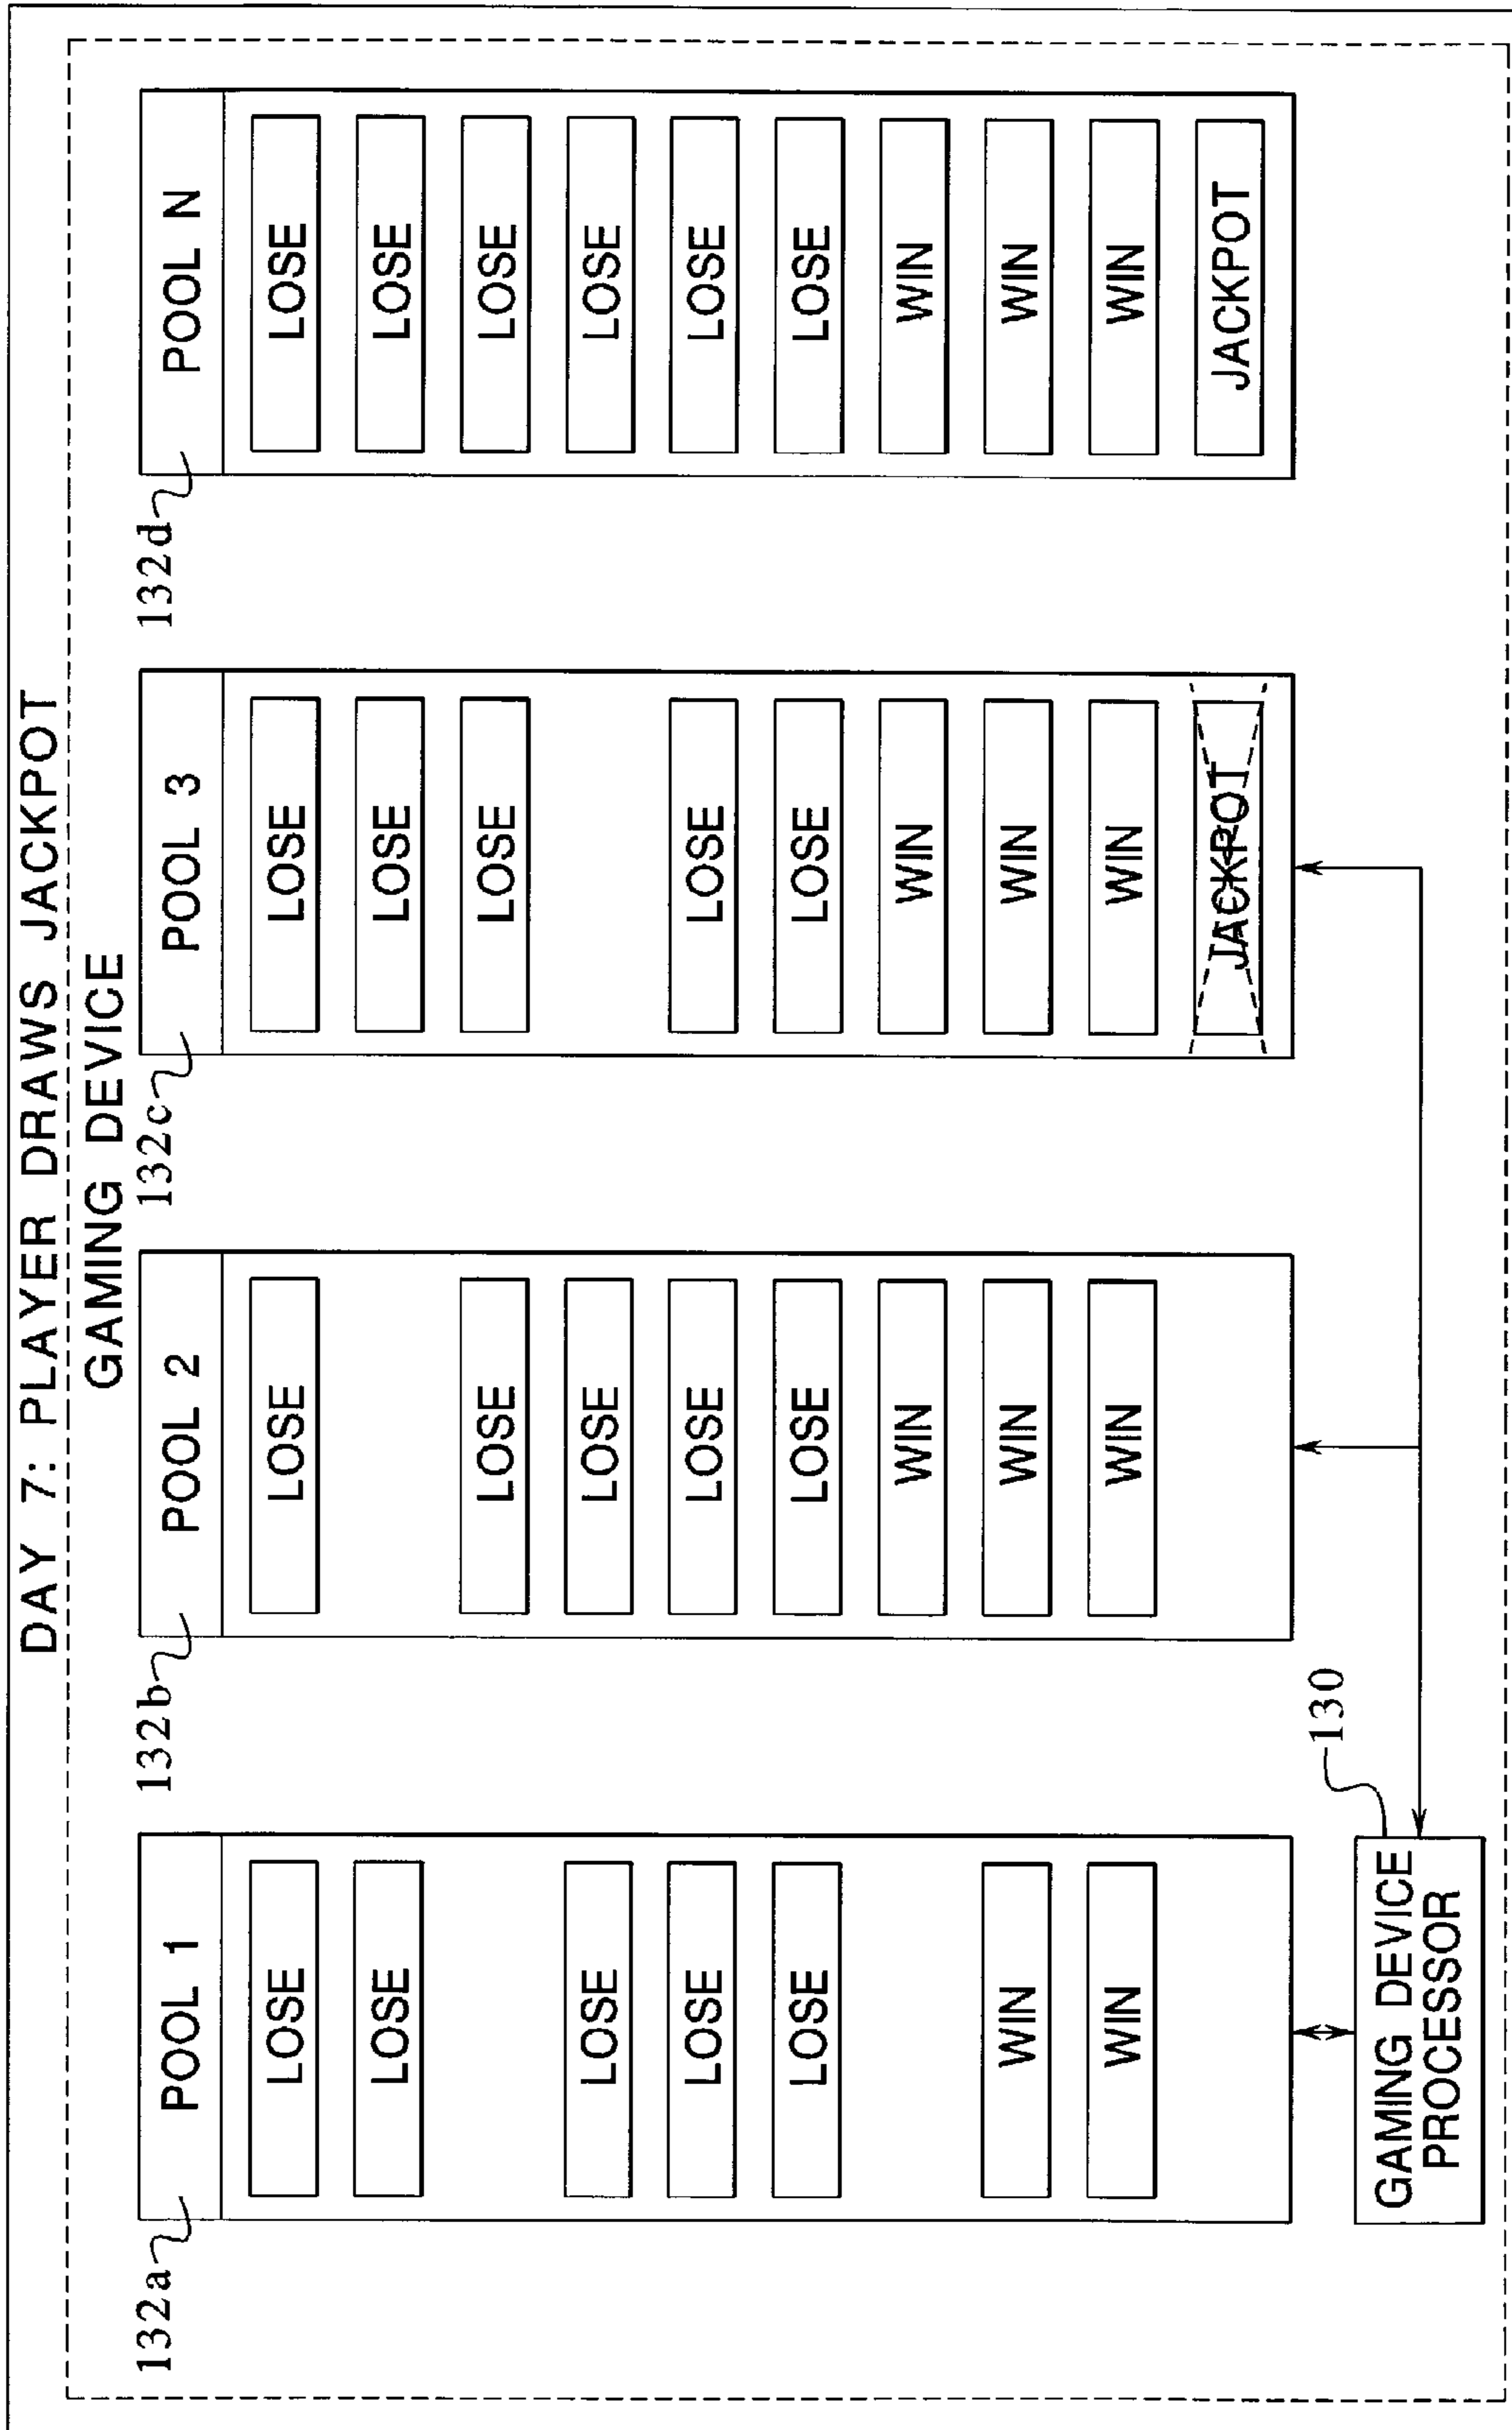 DAY 7: PLAYER DRAWS JACKPOT
GAMING DEVICE
132a
POOL 1
LOSE
LOSE
LOSE
LOSE
LOSE
WIN
WIN
132b
POOL 2
LOSE
LOSE
LOSE
LOSE
LOSE
WIN
WIN
WIN
132c
POOL 3
LOSE
LOSE
LOSE
LOSE
LOSE
WIN
WIN
WIN
JACKPOT
132d
POOL N
LOSE
LOSE
LOSE
LOSE
LOSE
LOSE
WIN
WIN
WIN
JACKPOT
GAMING DEVICE
PROCESSOR
130